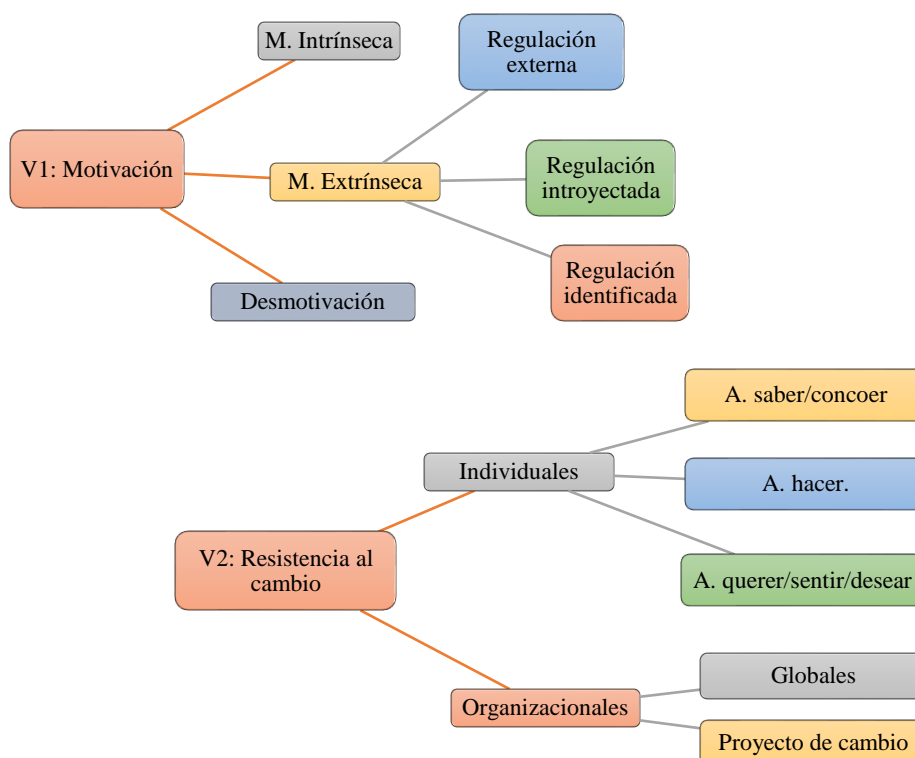 M. Intrínseca
Regulación
externa
V1: Motivación
M. Extrínseca
Regulación
introyectada
Regulación
identificada
Desmotivación
A. saber/concoer
Individuales
A. hacer.
V2: Resistencia al
cambio
A. querer/sentir/desear
Globales
Organizacionales
Proyecto de cambio